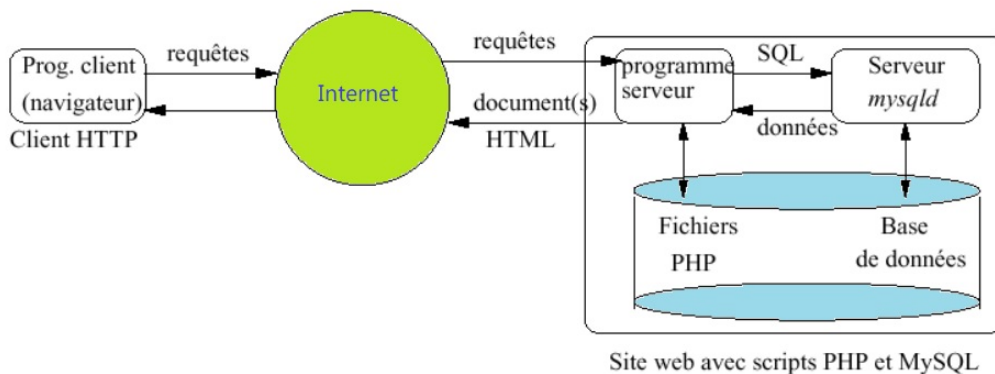 Prog. client
(navigateur)
Client HTTP
requêtes
Internet
requêtes
document(s)
HTML
programme
serveur
SQL
données
Serveur
mysqld
Fichiers
PHP
Base
de données
Site web avec scripts PHP et MySQL